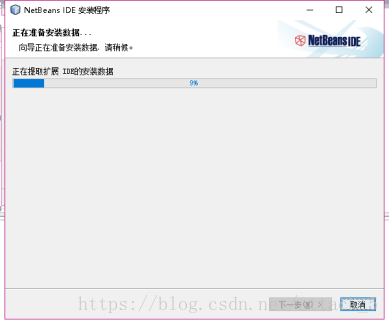 NetBeans IDE 安装程序
正在准备安装数据...
向导正在准备安装数据，请稍候。
NetBeans IDE
正在提取扩展 IDE的安装数据
9%
下一步(N) >
取消
https://blog.csdn.ne